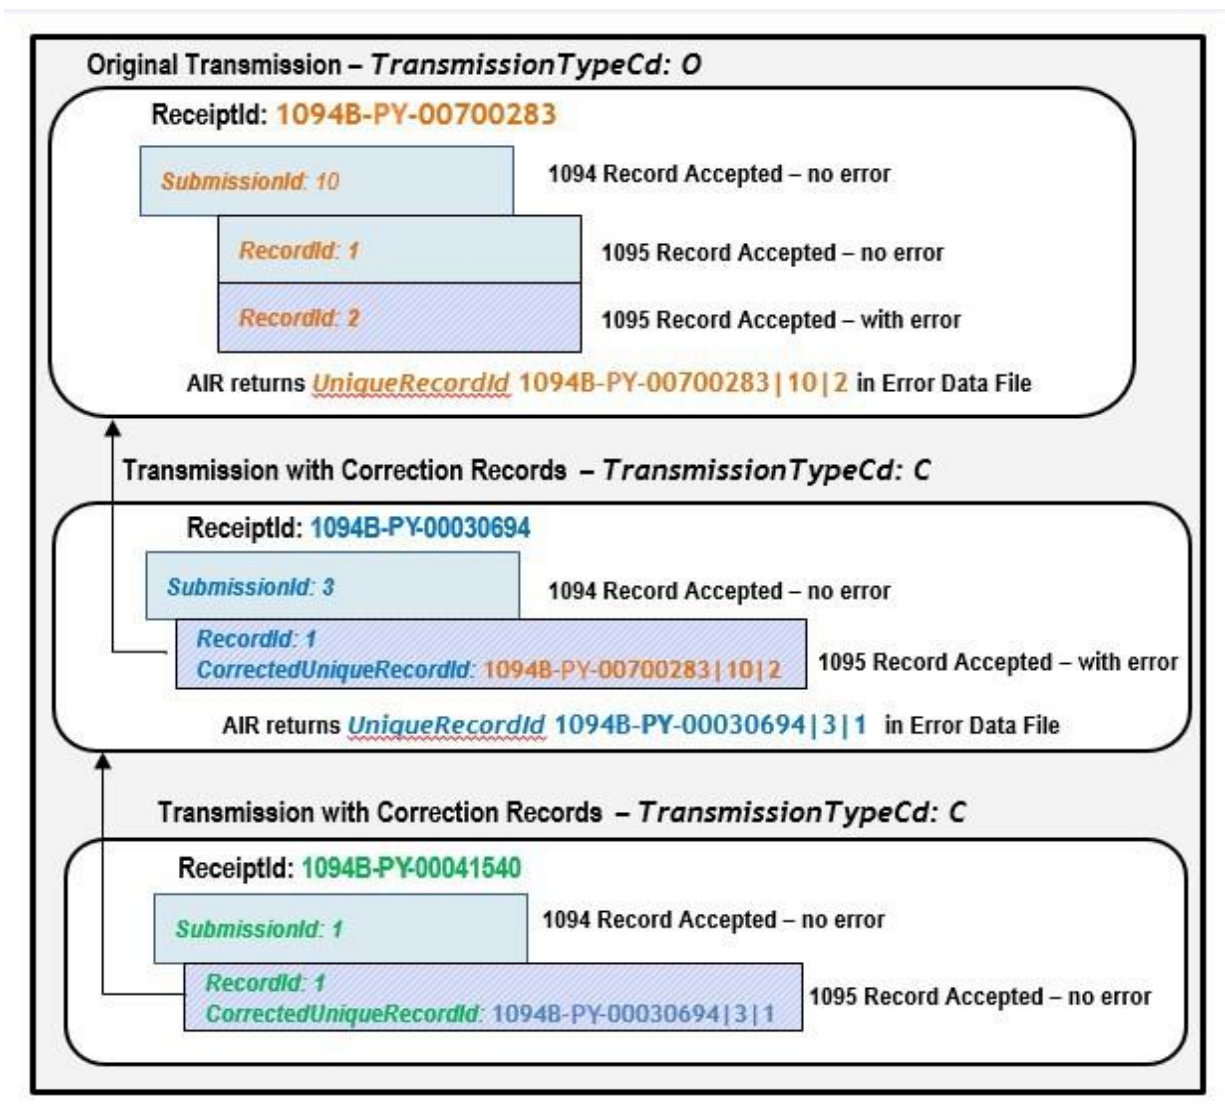 Original Transmission – TransmissionTypeCd: O
ReceiptId: 1094B-PY-00700283
SubmissionId: 10
1094 Record Accepted – no error
RecordId: 1
1095 Record Accepted – no error
RecordId: 2
1095 Record Accepted – with error
AIR returns UniqueRecordId 1094B-PY-00700283|10|2 in Error Data File
Transmission with Correction Records – TransmissionTypeCd: C
ReceiptId: 1094B-PY-00030694
SubmissionId: 3
1094 Record Accepted – no error
RecordId: 1
CorrectedUniqueRecordId: 1094B-PY-00700283|10|2
1095 Record Accepted – with error
AIR returns UniqueRecordId 1094B-PY-00030694|3|1 in Error Data File
Transmission with Correction Records – TransmissionTypeCd: C
ReceiptId: 1094B-PY-00041540
SubmissionId: 1
1094 Record Accepted – no error
RecordId: 1
CorrectedUniqueRecordId: 1094B-PY-00030694|3|1
1095 Record Accepted – no error